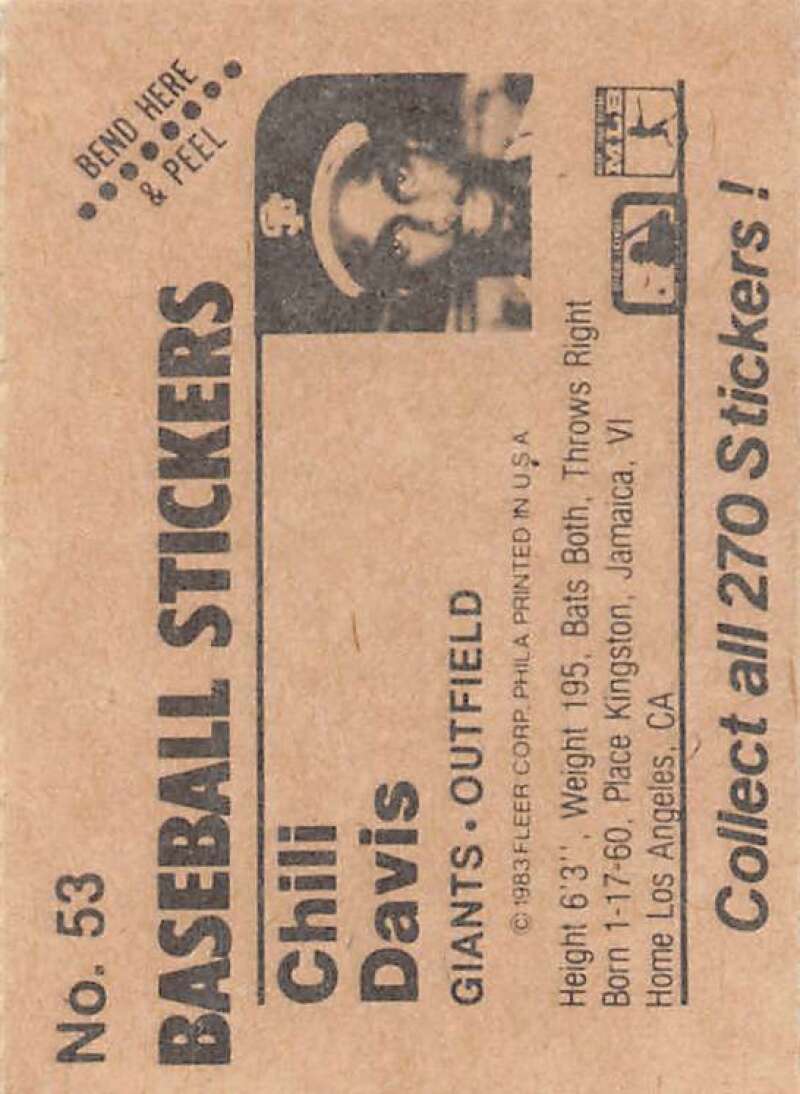 No. 53
BEND HERE
& PEEL
BASEBALL STICKERS
Chili
Davis
GIANTS • OUTFIELD
© 1983 FLEER CORP. PHILA PRINTED IN U.S.A
Height 6'3'', Weight 195, Bats Both, Throws Right
Born 1-17-60, Place Kingston, Jamaica, VI
Home Los Angeles, CA
MLB
Collect all 270 Stickers!